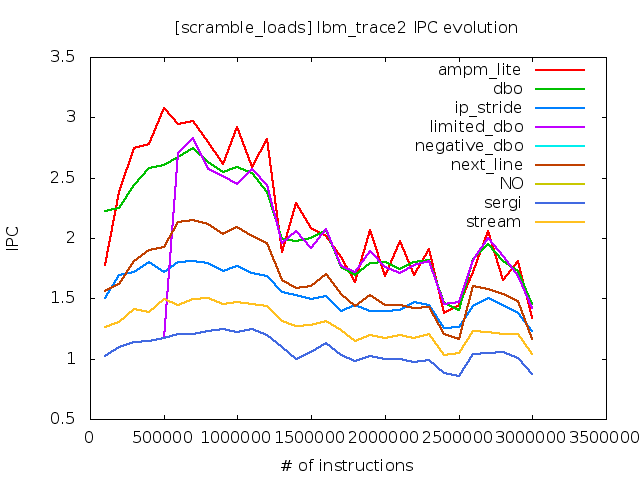 [scramble_loads] lbm_trace2 IPC evolution
3.5
3
2.5
2
1.5
1
0.5
IPC
ampm_lite
dbo
ip_stride
limited_dbo
negative_dbo
next_line
NO
sergi
stream
0 500000 1000000 1500000 2000000 2500000 3000000 3500000
# of instructions